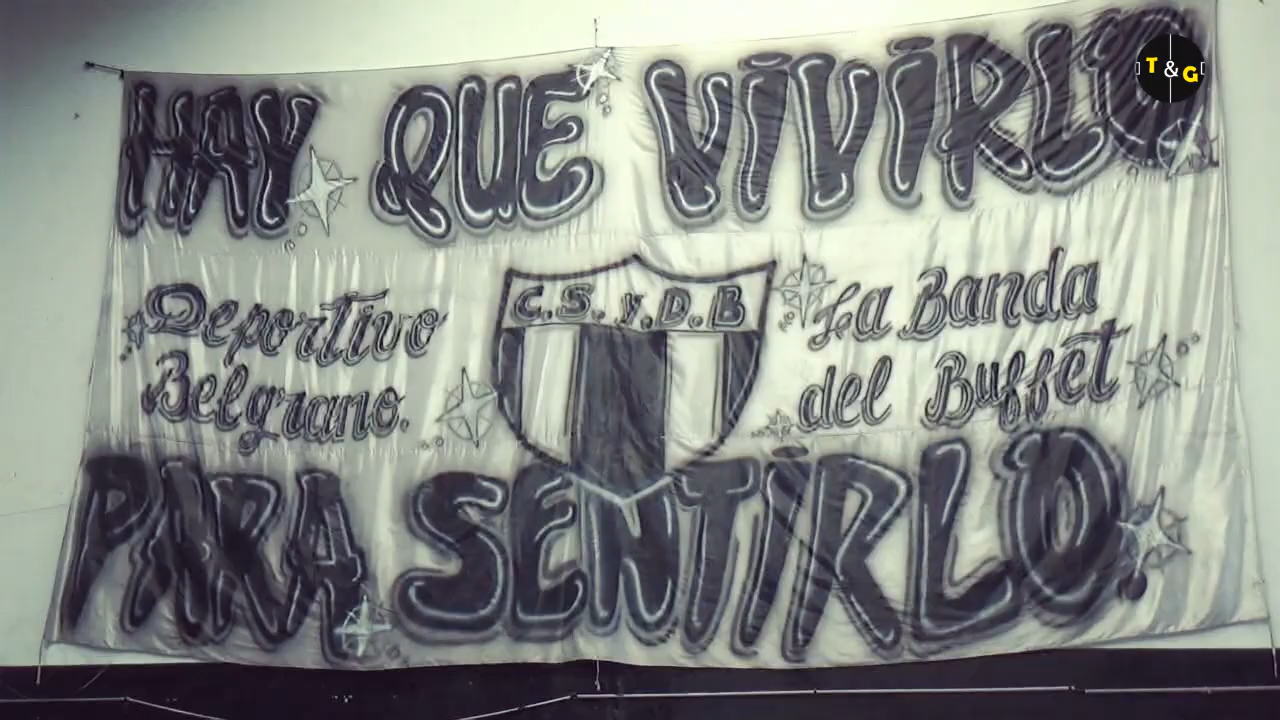 HAY QUE VIVIRLO
T & G
Deportivo
Belgrano.
C.S.y.D.B
La Banda
del Buffet
PARA SENTIRLO.